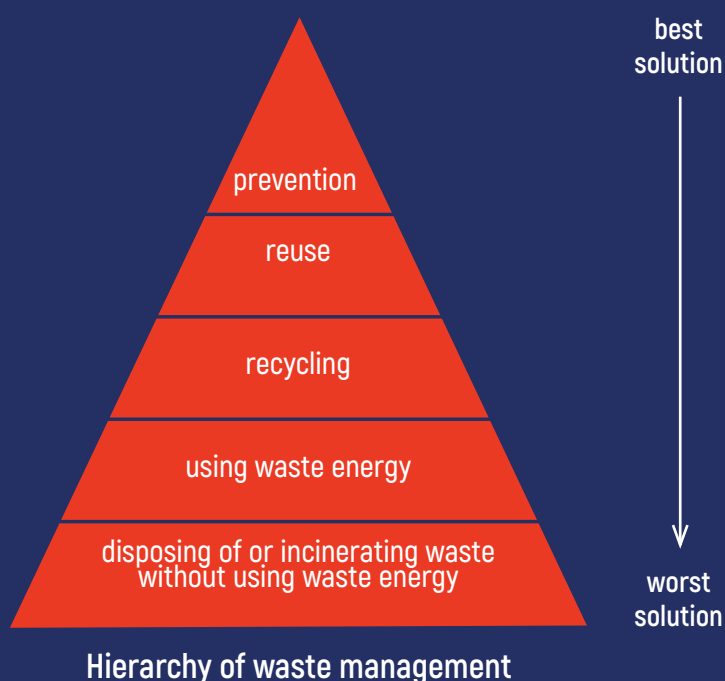 best
solution
prevention
reuse
recycling
using waste energy
disposing of or incinerating waste
without using waste energy
worst
solution
Hierarchy of waste management